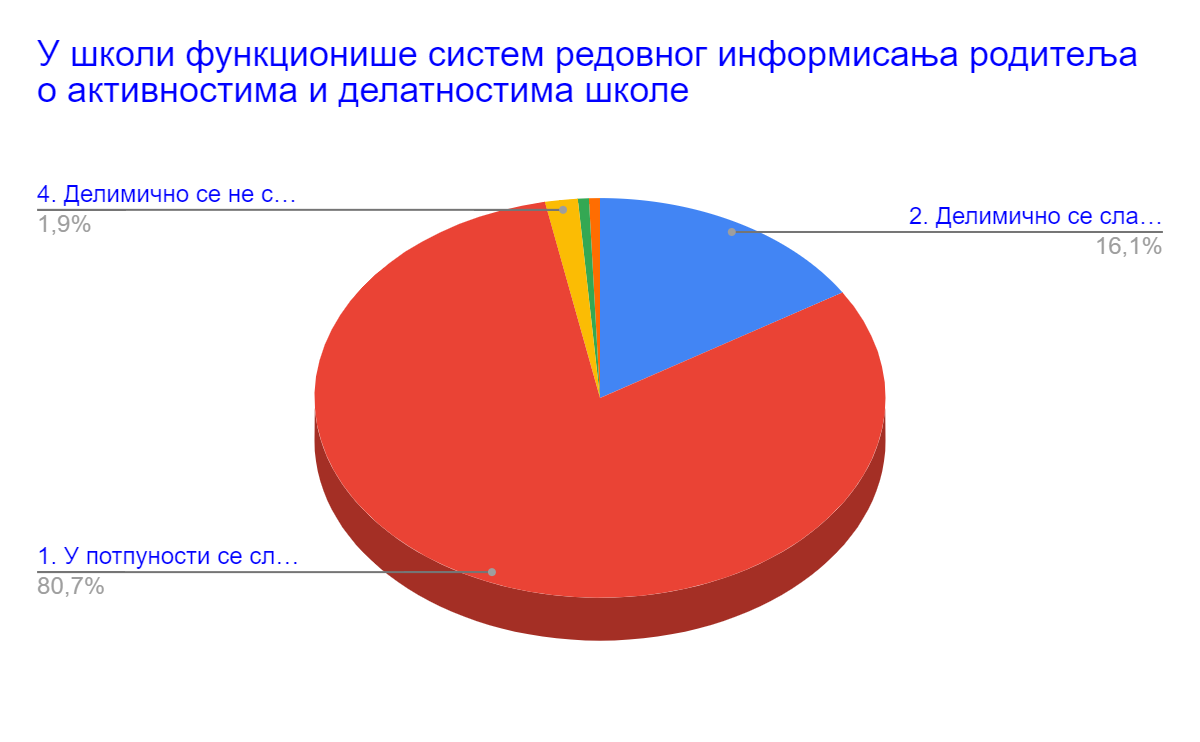 У школи функционише систем редовног информисања родитеља
о активностима и делатностима школе
4. Делимично се не с…
1,9%
2. Делимично се сла…
16,1%
1. У потпуности се сл…
80,7%